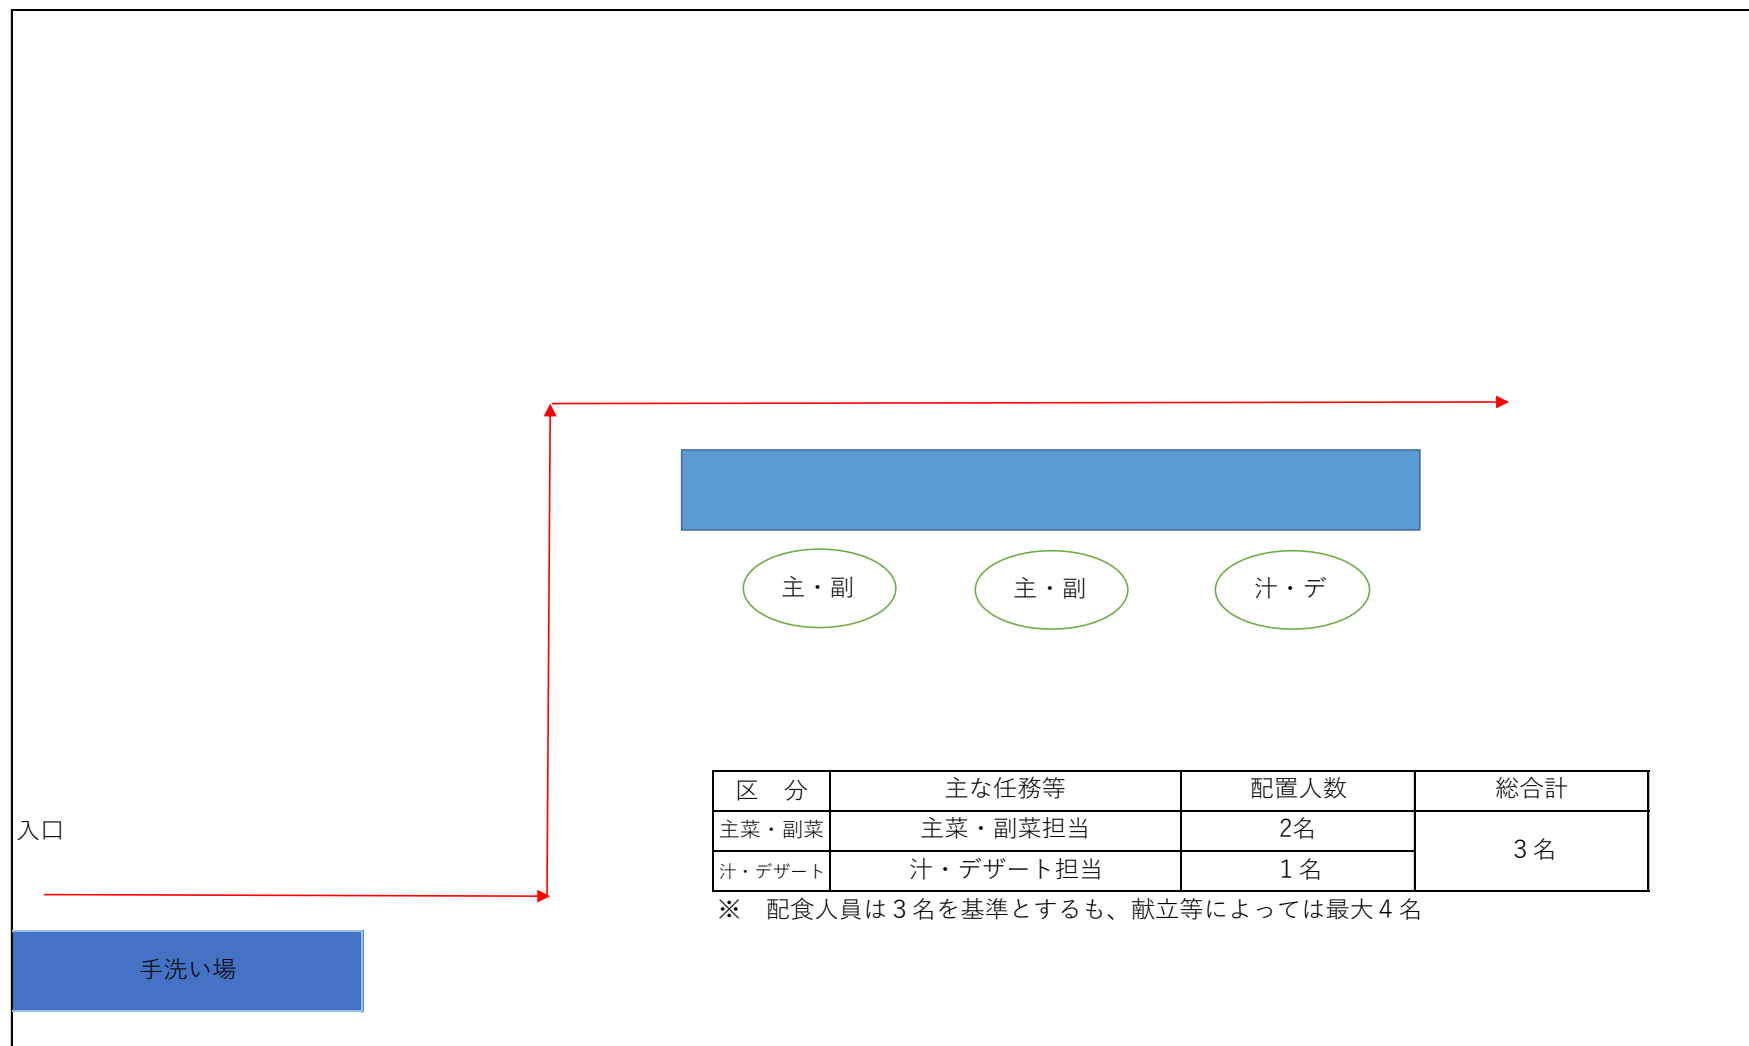 主・副
主・副
汁・デ
区　分
主な任務等
配置人数
総合計
主菜・副菜
主菜・副菜担当
2名
３名
汁・デザート
汁・デザート担当
１名
※　配食人員は３名を基準とするも、献立等によっては最大４名
入口
手洗い場